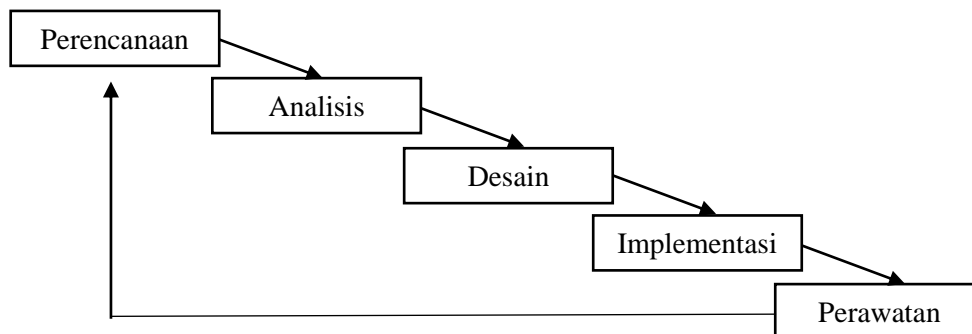 Perencanaan
Analisis
Desain
Implementasi
Perawatan